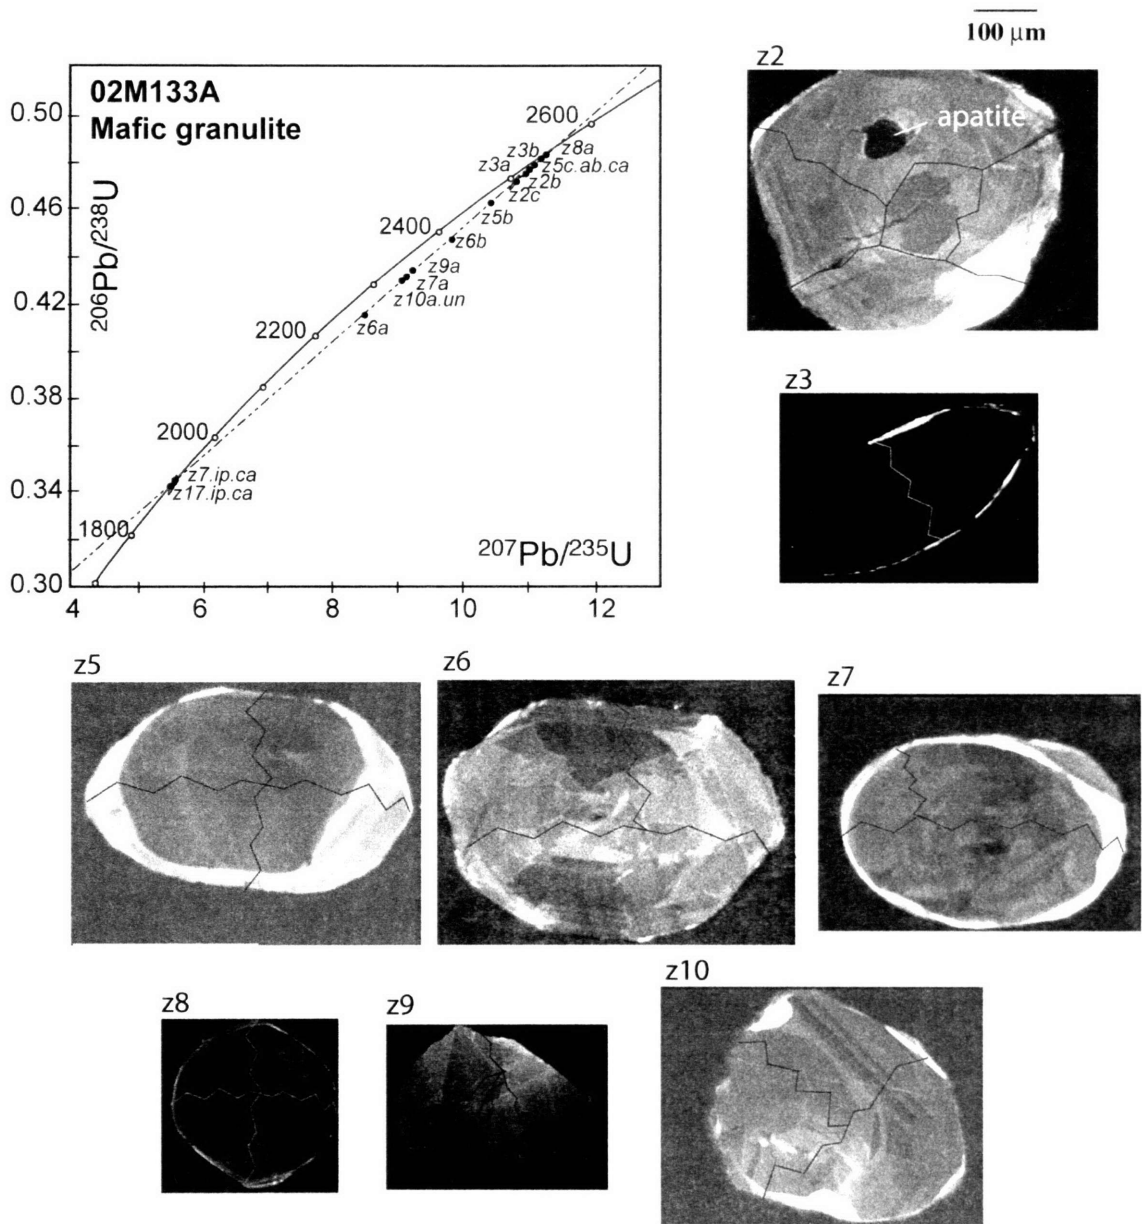 100 μm
z2
apatite
02M133A
Mafic granulite
0.50
0.46
0.42
0.38
0.34
0.30
²⁰⁶Pb/²³⁸U
2600
2400
2200
2000
1800
z3b
z8a
z3a
z5c.ab.ca
z2b
z2c
z5b
z6b
z9a
z7a
z10a.un
z6a
z7.ip.ca
z17.ip.ca
²⁰⁷Pb/²³⁵U
4
6
8
10
12
z3
z5
z6
z7
z8
z9
z10